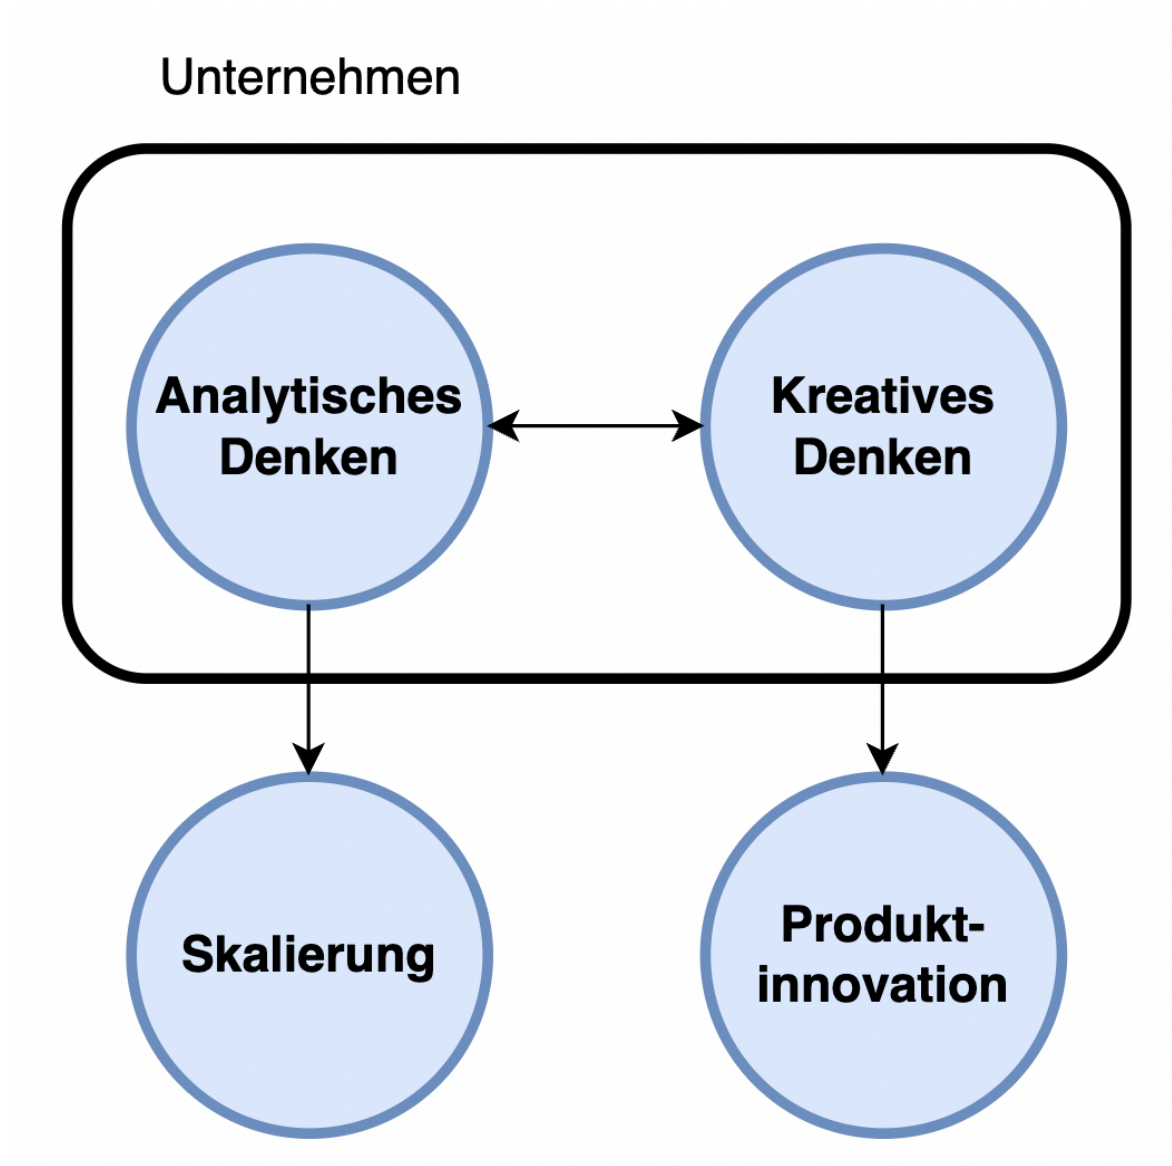 Unternehmen
Analytisches
Denken
Kreatives
Denken
Skalierung
Produkt-
innovation